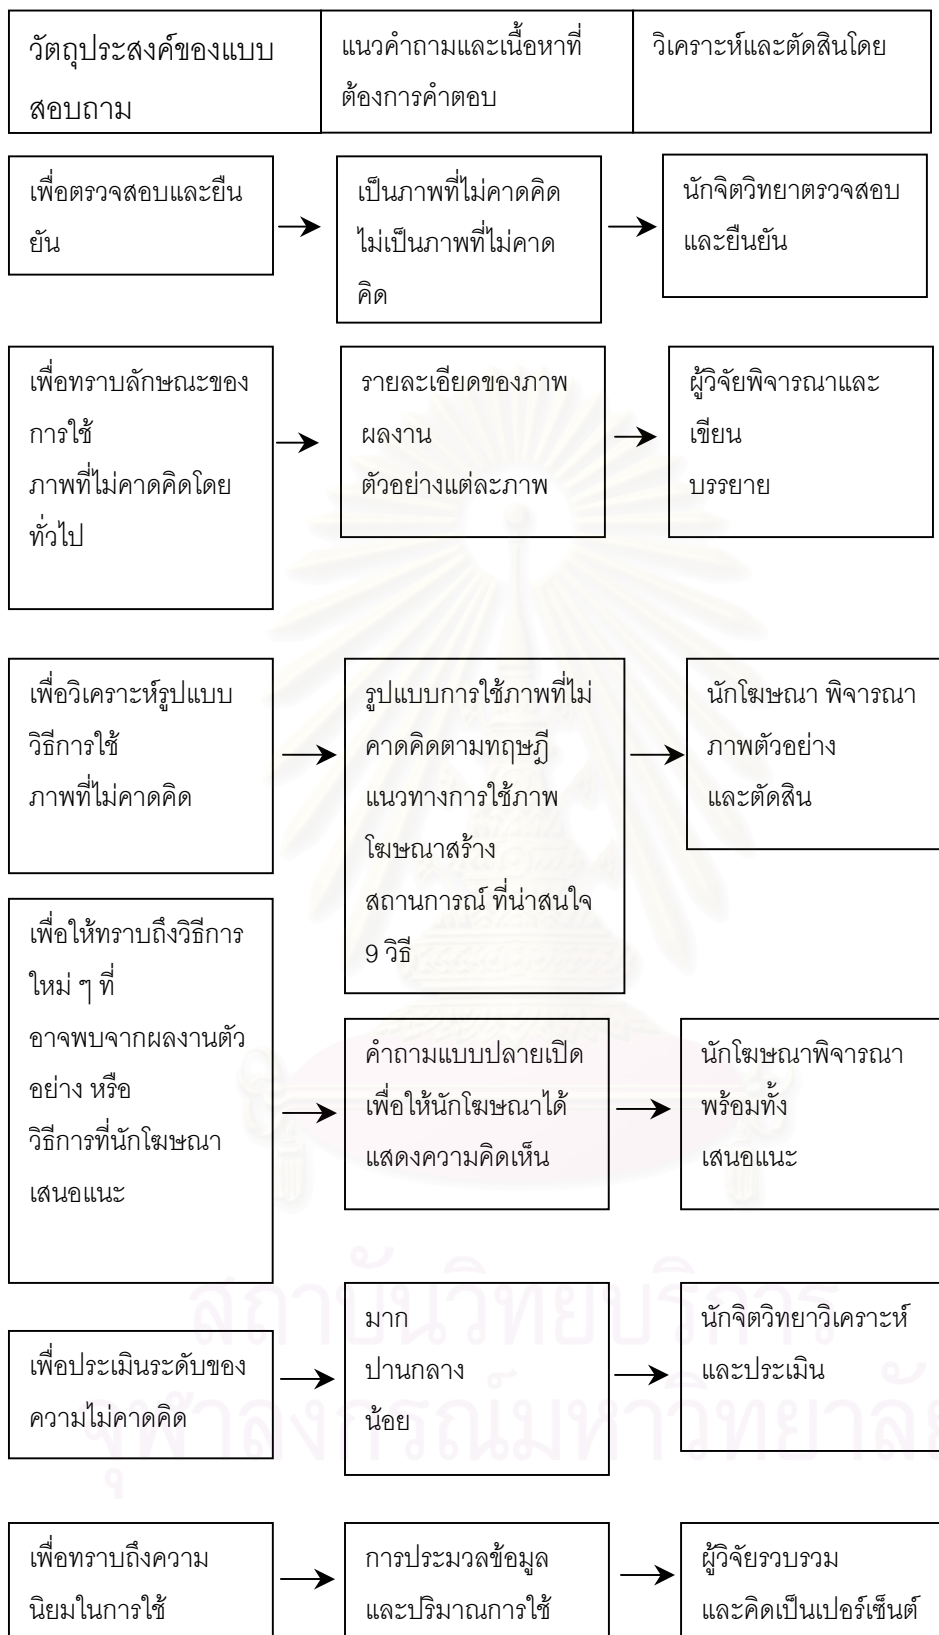 วัตถุประสงค์ของแบบ
สอบถาม
แนวคำถามและเนื้อหาที่
ต้องการคำตอบ
วิเคราะห์และตัดสินโดย
เพื่อตรวจสอบและยืน
ยัน
เป็นภาพที่ไม่คาดคิด
ไม่เป็นภาพที่ไม่คาด
คิด
นักจิตวิทยาตรวจสอบ
และยืนยัน
เพื่อทราบลักษณะของ
การใช้
ภาพที่ไม่คาดคิดโดย
ทั่วไป
รายละเอียดของภาพ
ผลงาน
ตัวอย่างแต่ละภาพ
ผู้วิจัยพิจารณาและ
เขียน
บรรยาย
เพื่อวิเคราะห์รูปแบบ
วิธีการใช้
ภาพที่ไม่คาดคิด
รูปแบบการใช้ภาพที่ไม่
คาดคิดตามทฤษฎี
แนวทางการใช้ภาพ
โฆษณาสร้าง
สถานการณ์ ที่น่าสนใจ
9 วิธี
นักโฆษณา พิจารณา
ภาพตัวอย่าง
และตัดสิน
เพื่อให้ทราบถึงวิธีการ
ใหม่ ๆ ที่
อาจพบจากผลงานตัว
อย่าง หรือ
วิธีการที่นักโฆษณา
เสนอแนะ
คำถามแบบปลายเปิด
เพื่อให้นักโฆษณาได้
แสดงความคิดเห็น
นักโฆษณาพิจารณา
พร้อมทั้ง
เสนอแนะ
เพื่อประเมินระดับของ
ความไม่คาดคิด
มาก
ปานกลาง
น้อย
นักจิตวิทยาวิเคราะห์
และประเมิน
เพื่อทราบถึงความ
นิยมในการใช้
การประมวลข้อมูล
และปริมาณการใช้
ผู้วิจัยรวบรวม
และคิดเป็นเปอร์เซ็นต์
สถาบันวิทยบริการ
จุฬาลงกรณ์มหาวิทยาลัย